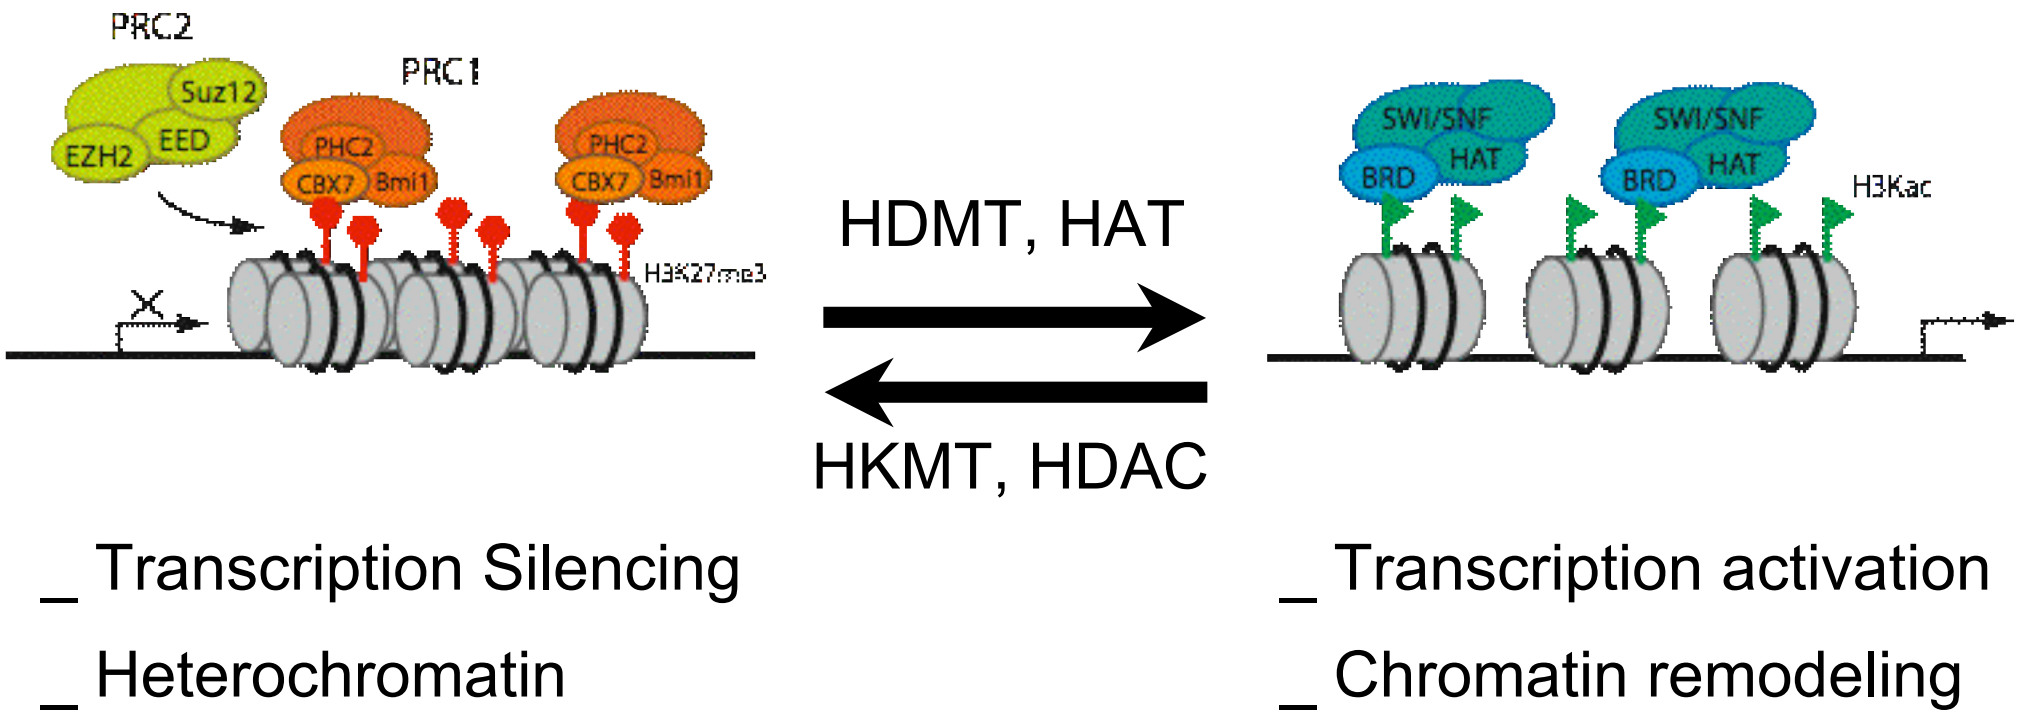 PRC2
Suz12
EED
EZH2
PRC1
PHC2
CBX7
Bmi1
PHC2
CBX7
Bmi1
H3K27me3
X
HDMT, HAT
HKMT, HDAC
SWI/SNF
HAT
BRD
SWI/SNF
HAT
BRD
H3Kac
_ Transcription Silencing
_ Heterochromatin
_ Transcription activation
_ Chromatin remodeling